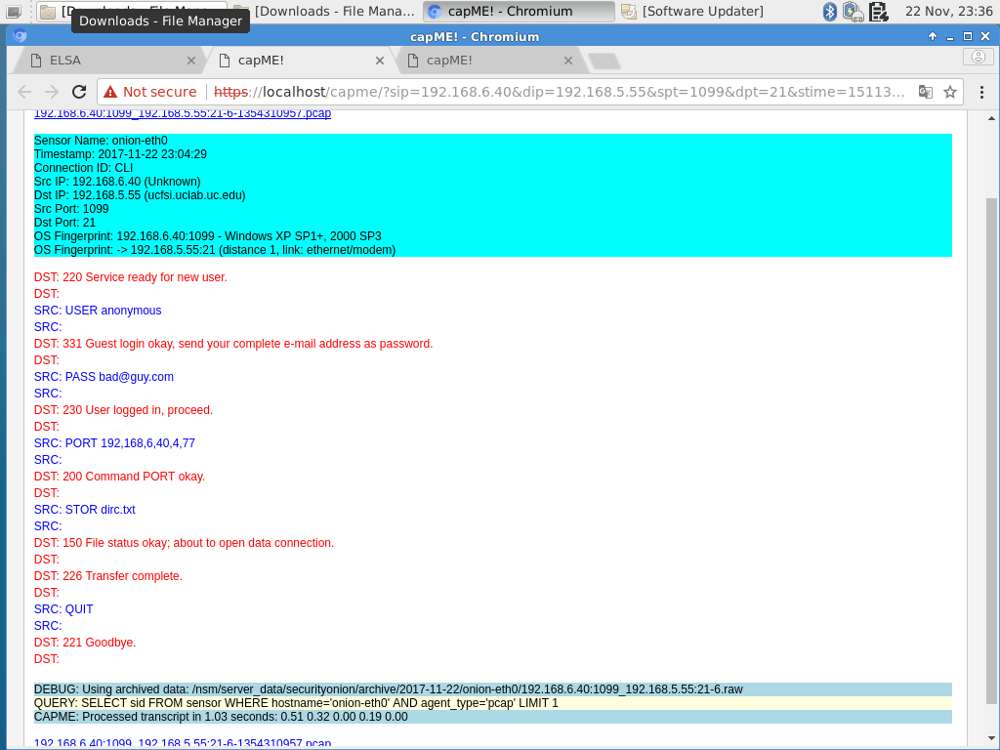 [Downloads - File Mana...
[Downloads - File Mana...
capME! - Chromium
[Software Updater]
22 Nov, 23:36
Downloads - File Manager
capME! - Chromium
ELSA
capME!
capME!
Not secure
https://localhost/capme/?sip=192.168.6.40&dip=192.168.5.55&spt=1099&dpt=21&stime=15113...
192.168.6.40:1099_192.168.5.55:21-6-1354310957.pcap
Sensor Name: onion-eth0
Timestamp: 2017-11-22 23:04:29
Connection ID: CLI
Src IP: 192.168.6.40 (Unknown)
Dst IP: 192.168.5.55 (ucfsi.uclab.uc.edu)
Src Port: 1099
Dst Port: 21
OS Fingerprint: 192.168.6.40:1099 - Windows XP SP1+, 2000 SP3
OS Fingerprint: -> 192.168.5.55:21 (distance 1, link: ethernet/modem)
DST: 220 Service ready for new user.
DST:
SRC: USER anonymous
SRC:
DST: 331 Guest login okay, send your complete e-mail address as password.
DST:
SRC: PASS bad@guy.com
SRC:
DST: 230 User logged in, proceed.
DST:
SRC: PORT 192,168,6,40,4,77
SRC:
DST: 200 Command PORT okay.
DST:
SRC: STOR dirc.txt
SRC:
DST: 150 File status okay; about to open data connection.
DST:
DST: 226 Transfer complete.
DST:
SRC: QUIT
SRC:
DST: 221 Goodbye.
DST:
DEBUG: Using archived data: /nsm/server_data/securityonion/archive/2017-11-22/onion-eth0/192.168.6.40:1099_192.168.5.55:21-6.raw
QUERY: SELECT sid FROM sensor WHERE hostname='onion-eth0' AND agent_type='pcap' LIMIT 1
CAPME: Processed transcript in 1.03 seconds: 0.51 0.32 0.00 0.19 0.00
192.168.6.40:1099_192.168.5.55:21-6-1354310957.pcap